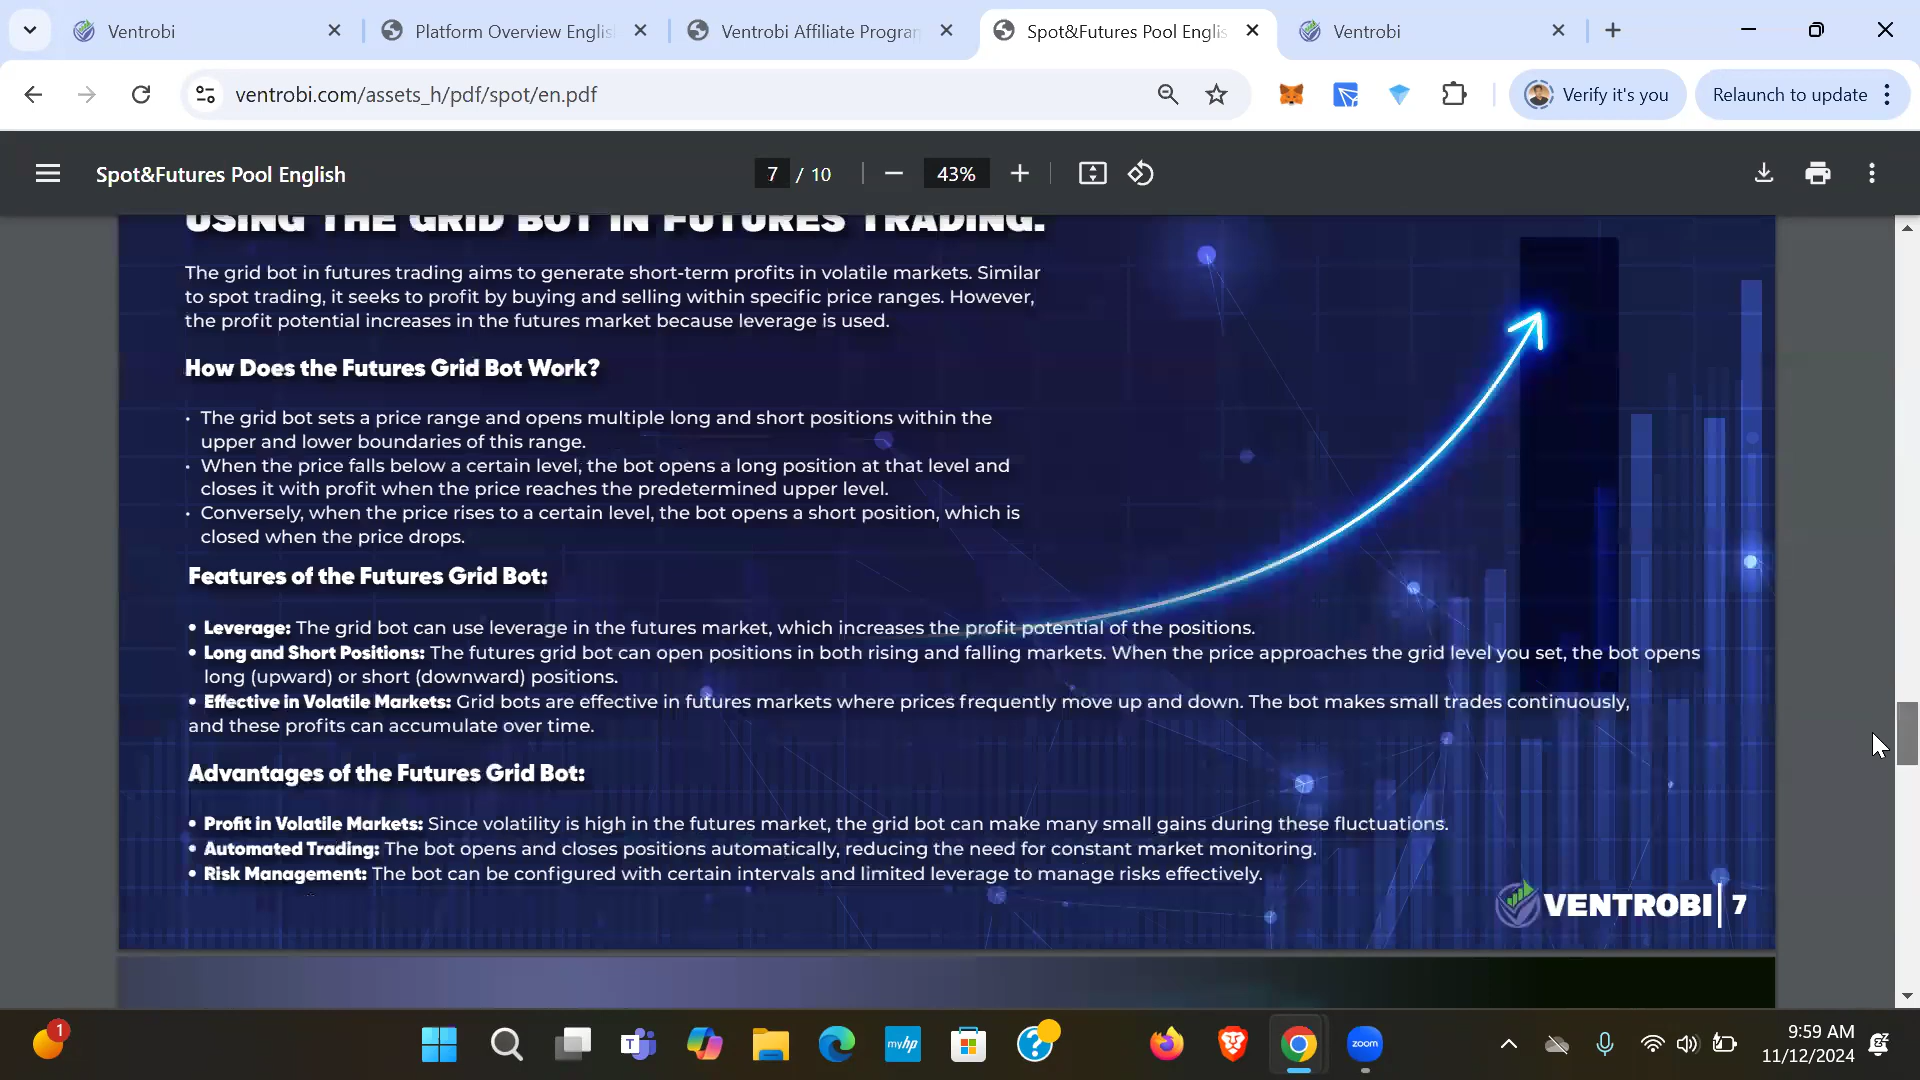 Ventrobi
Platform Overview Englis
Ventrobi Affiliate Progran
Spot&Futures Pool Englis
Ventrobi
ventrobi.com/assets_h/pdf/spot/en.pdf
Verify it's you
Relaunch to update
Spot&Futures Pool English
7 / 10
43%
USING THE GRID BOT IN FUTURES TRADING.
The grid bot in futures trading aims to generate short-term profits in volatile markets. Similar
to spot trading, it seeks to profit by buying and selling within specific price ranges. However,
the profit potential increases in the futures market because leverage is used.
How Does the Futures Grid Bot Work?
· The grid bot sets a price range and opens multiple long and short positions within the
upper and lower boundaries of this range.
· When the price falls below a certain level, the bot opens a long position at that level and
closes it with profit when the price reaches the predetermined upper level.
· Conversely, when the price rises to a certain level, the bot opens a short position, which is
closed when the price drops.
Features of the Futures Grid Bot:
• Leverage: The grid bot can use leverage in the futures market, which increases the profit potential of the positions.
• Long and Short Positions: The futures grid bot can open positions in both rising and falling markets. When the price approaches the grid level you set, the bot opens
long (upward) or short (downward) positions.
• Effective in Volatile Markets: Grid bots are effective in futures markets where prices frequently move up and down. The bot makes small trades continuously,
and these profits can accumulate over time.
Advantages of the Futures Grid Bot:
• Profit in Volatile Markets: Since volatility is high in the futures market, the grid bot can make many small gains during these fluctuations.
• Automated Trading: The bot opens and closes positions automatically, reducing the need for constant market monitoring.
• Risk Management: The bot can be configured with certain intervals and limited leverage to manage risks effectively.
VENTROBI 7
1
T
myhp
?
zoom
9:59 AM
11/12/2024